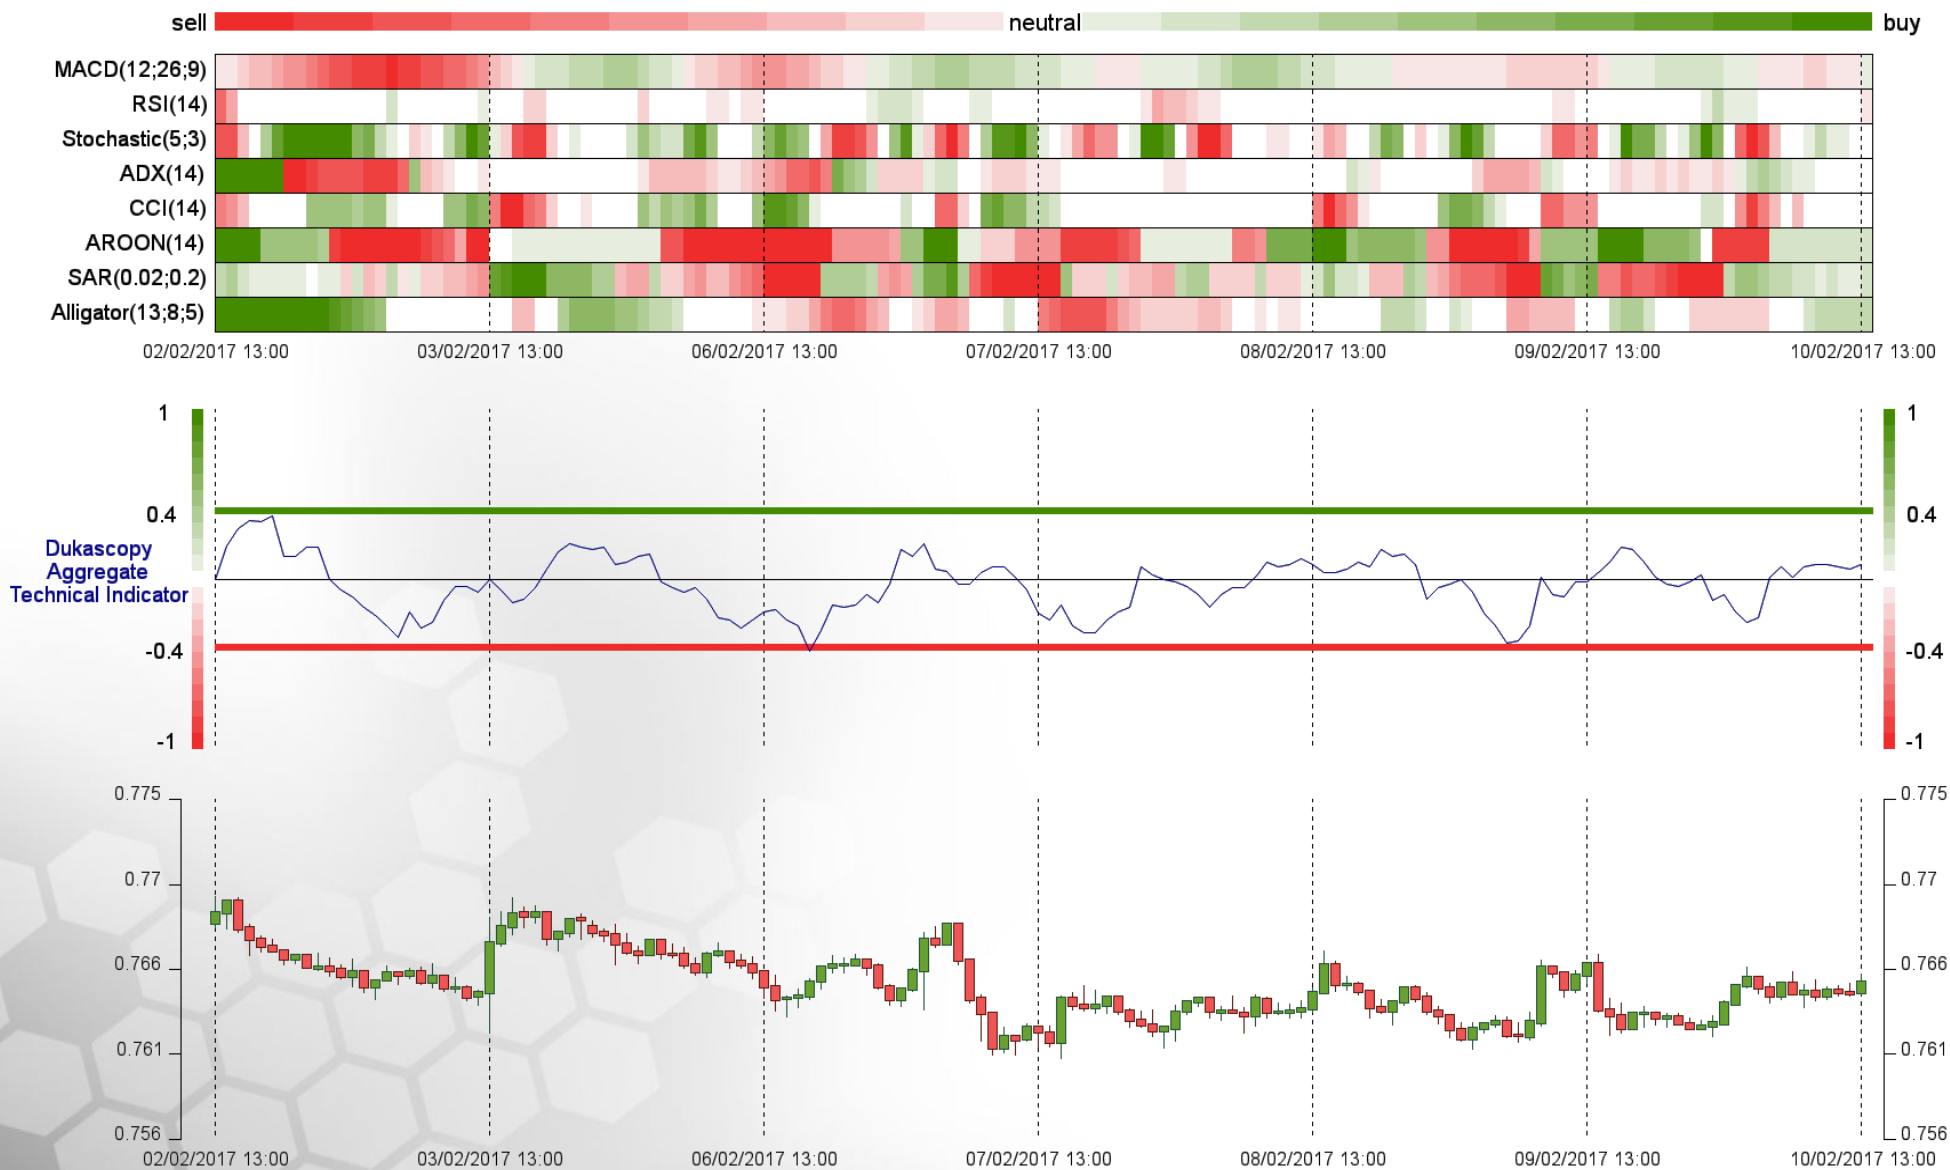 sell neutral buy
MACD(12;26;9)
RSI(14)
Stochastic(5;3)
ADX(14)
CCI(14)
AROON(14)
SAR(0.02;0.2)
Alligator(13;8;5)
02/02/2017 13:00 03/02/2017 13:00 06/02/2017 13:00 07/02/2017 13:00 08/02/2017 13:00 09/02/2017 13:00 10/02/2017 13:00
1 1
0.4 0.4
Dukascopy
Aggregate
Technical Indicator
-0.4 -0.4
-1 -1
0.775 0.775
0.77 0.77
0.766 0.766
0.761 0.761
0.756 0.756
02/02/2017 13:00 03/02/2017 13:00 06/02/2017 13:00 07/02/2017 13:00 08/02/2017 13:00 09/02/2017 13:00 10/02/2017 13:00